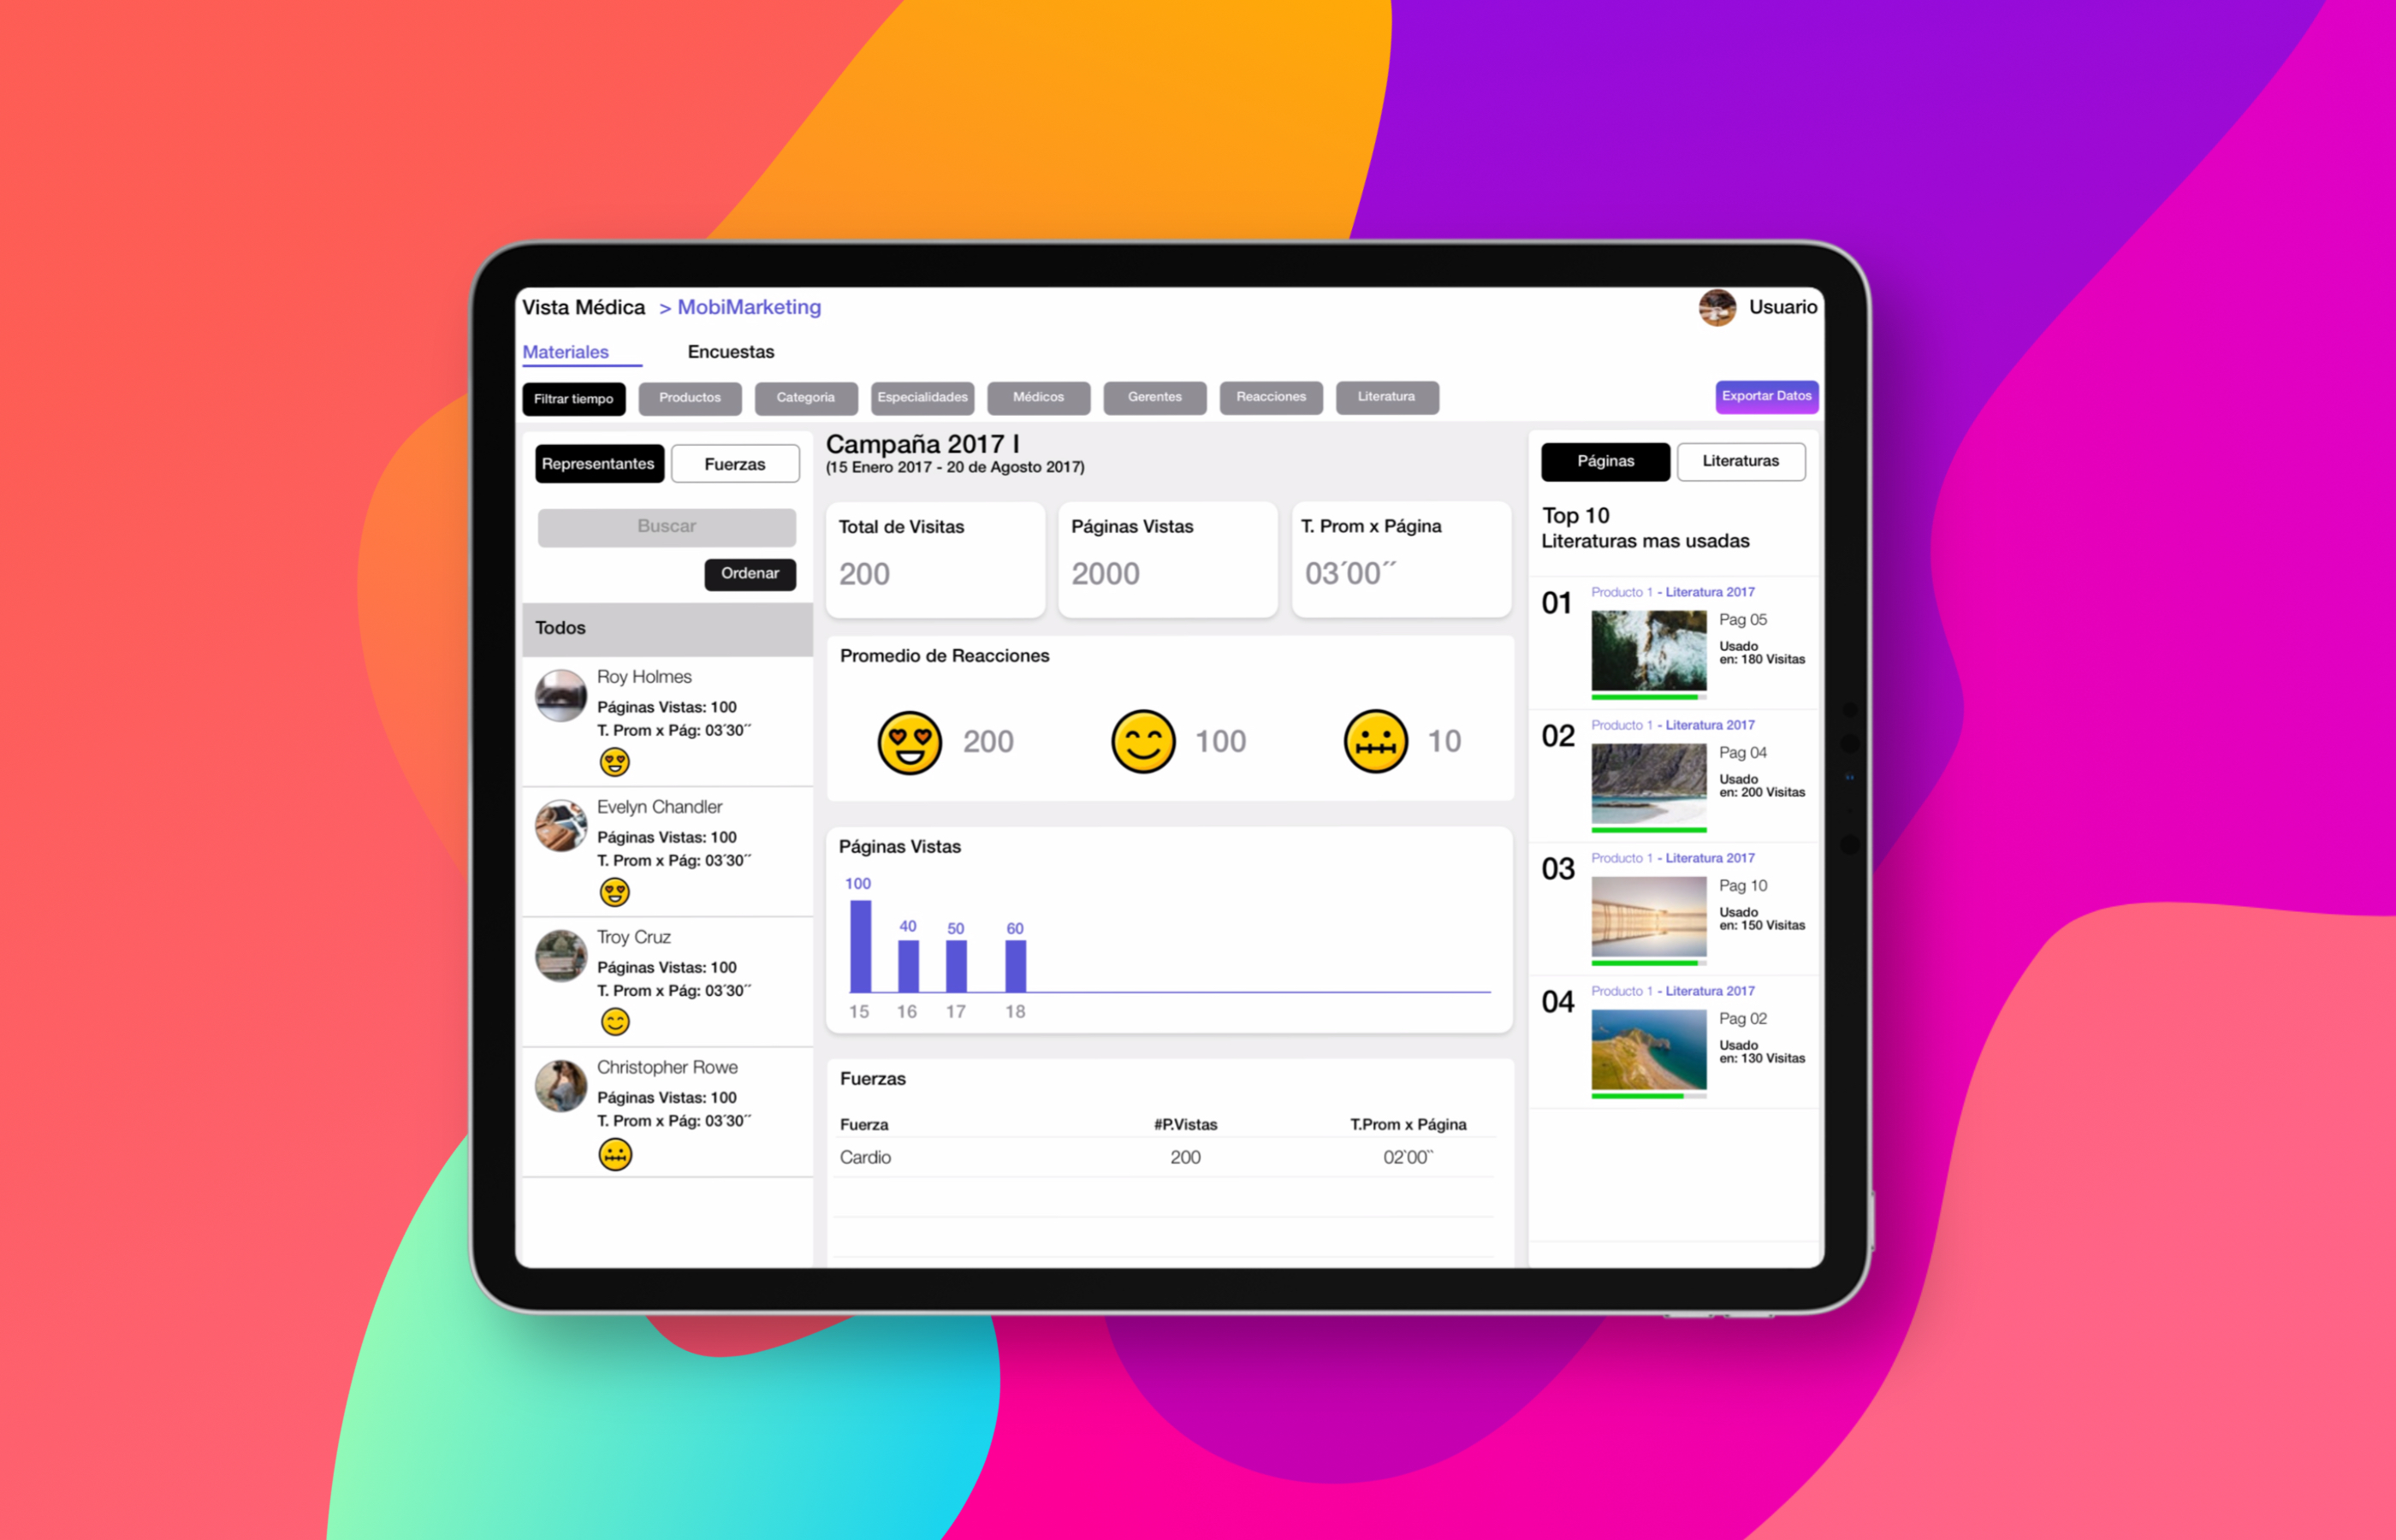 Vista Médica > MobiMarketing
Usuario
Materiales
Encuestas
Filtrar tiempo
Productos
Categoria
Especialidades
Médicos
Gerentes
Reacciones
Literatura
Exportar Datos
Representantes
Fuerzas
Buscar
Ordenar
Todos
Roy Holmes
Páginas Vistas: 100
T. Prom x Pág: 03´30´´
Evelyn Chandler
Páginas Vistas: 100
T. Prom x Pág: 03´30´´
Troy Cruz
Páginas Vistas: 100
T. Prom x Pág: 03´30´´
Christopher Rowe
Páginas Vistas: 100
T. Prom x Pág: 03´30´´
Campaña 2017 I
(15 Enero 2017 - 20 de Agosto 2017)
Total de Visitas
200
Páginas Vistas
2000
T. Prom x Página
03´00´´
Promedio de Reacciones
200
100
10
Páginas Vistas
100
40
50
60
15
16
17
18
Fuerzas
Fuerza
#P.Vistas
T.Prom x Página
Cardio
200
02`00``
Páginas
Literaturas
Top 10
Literaturas mas usadas
01
Producto 1 - Literatura 2017
Pag 05
Usado
en: 180 Visitas
02
Producto 1 - Literatura 2017
Pag 04
Usado
en: 200 Visitas
03
Producto 1 - Literatura 2017
Pag 10
Usado
en: 150 Visitas
04
Producto 1 - Literatura 2017
Pag 02
Usado
en: 130 Visitas